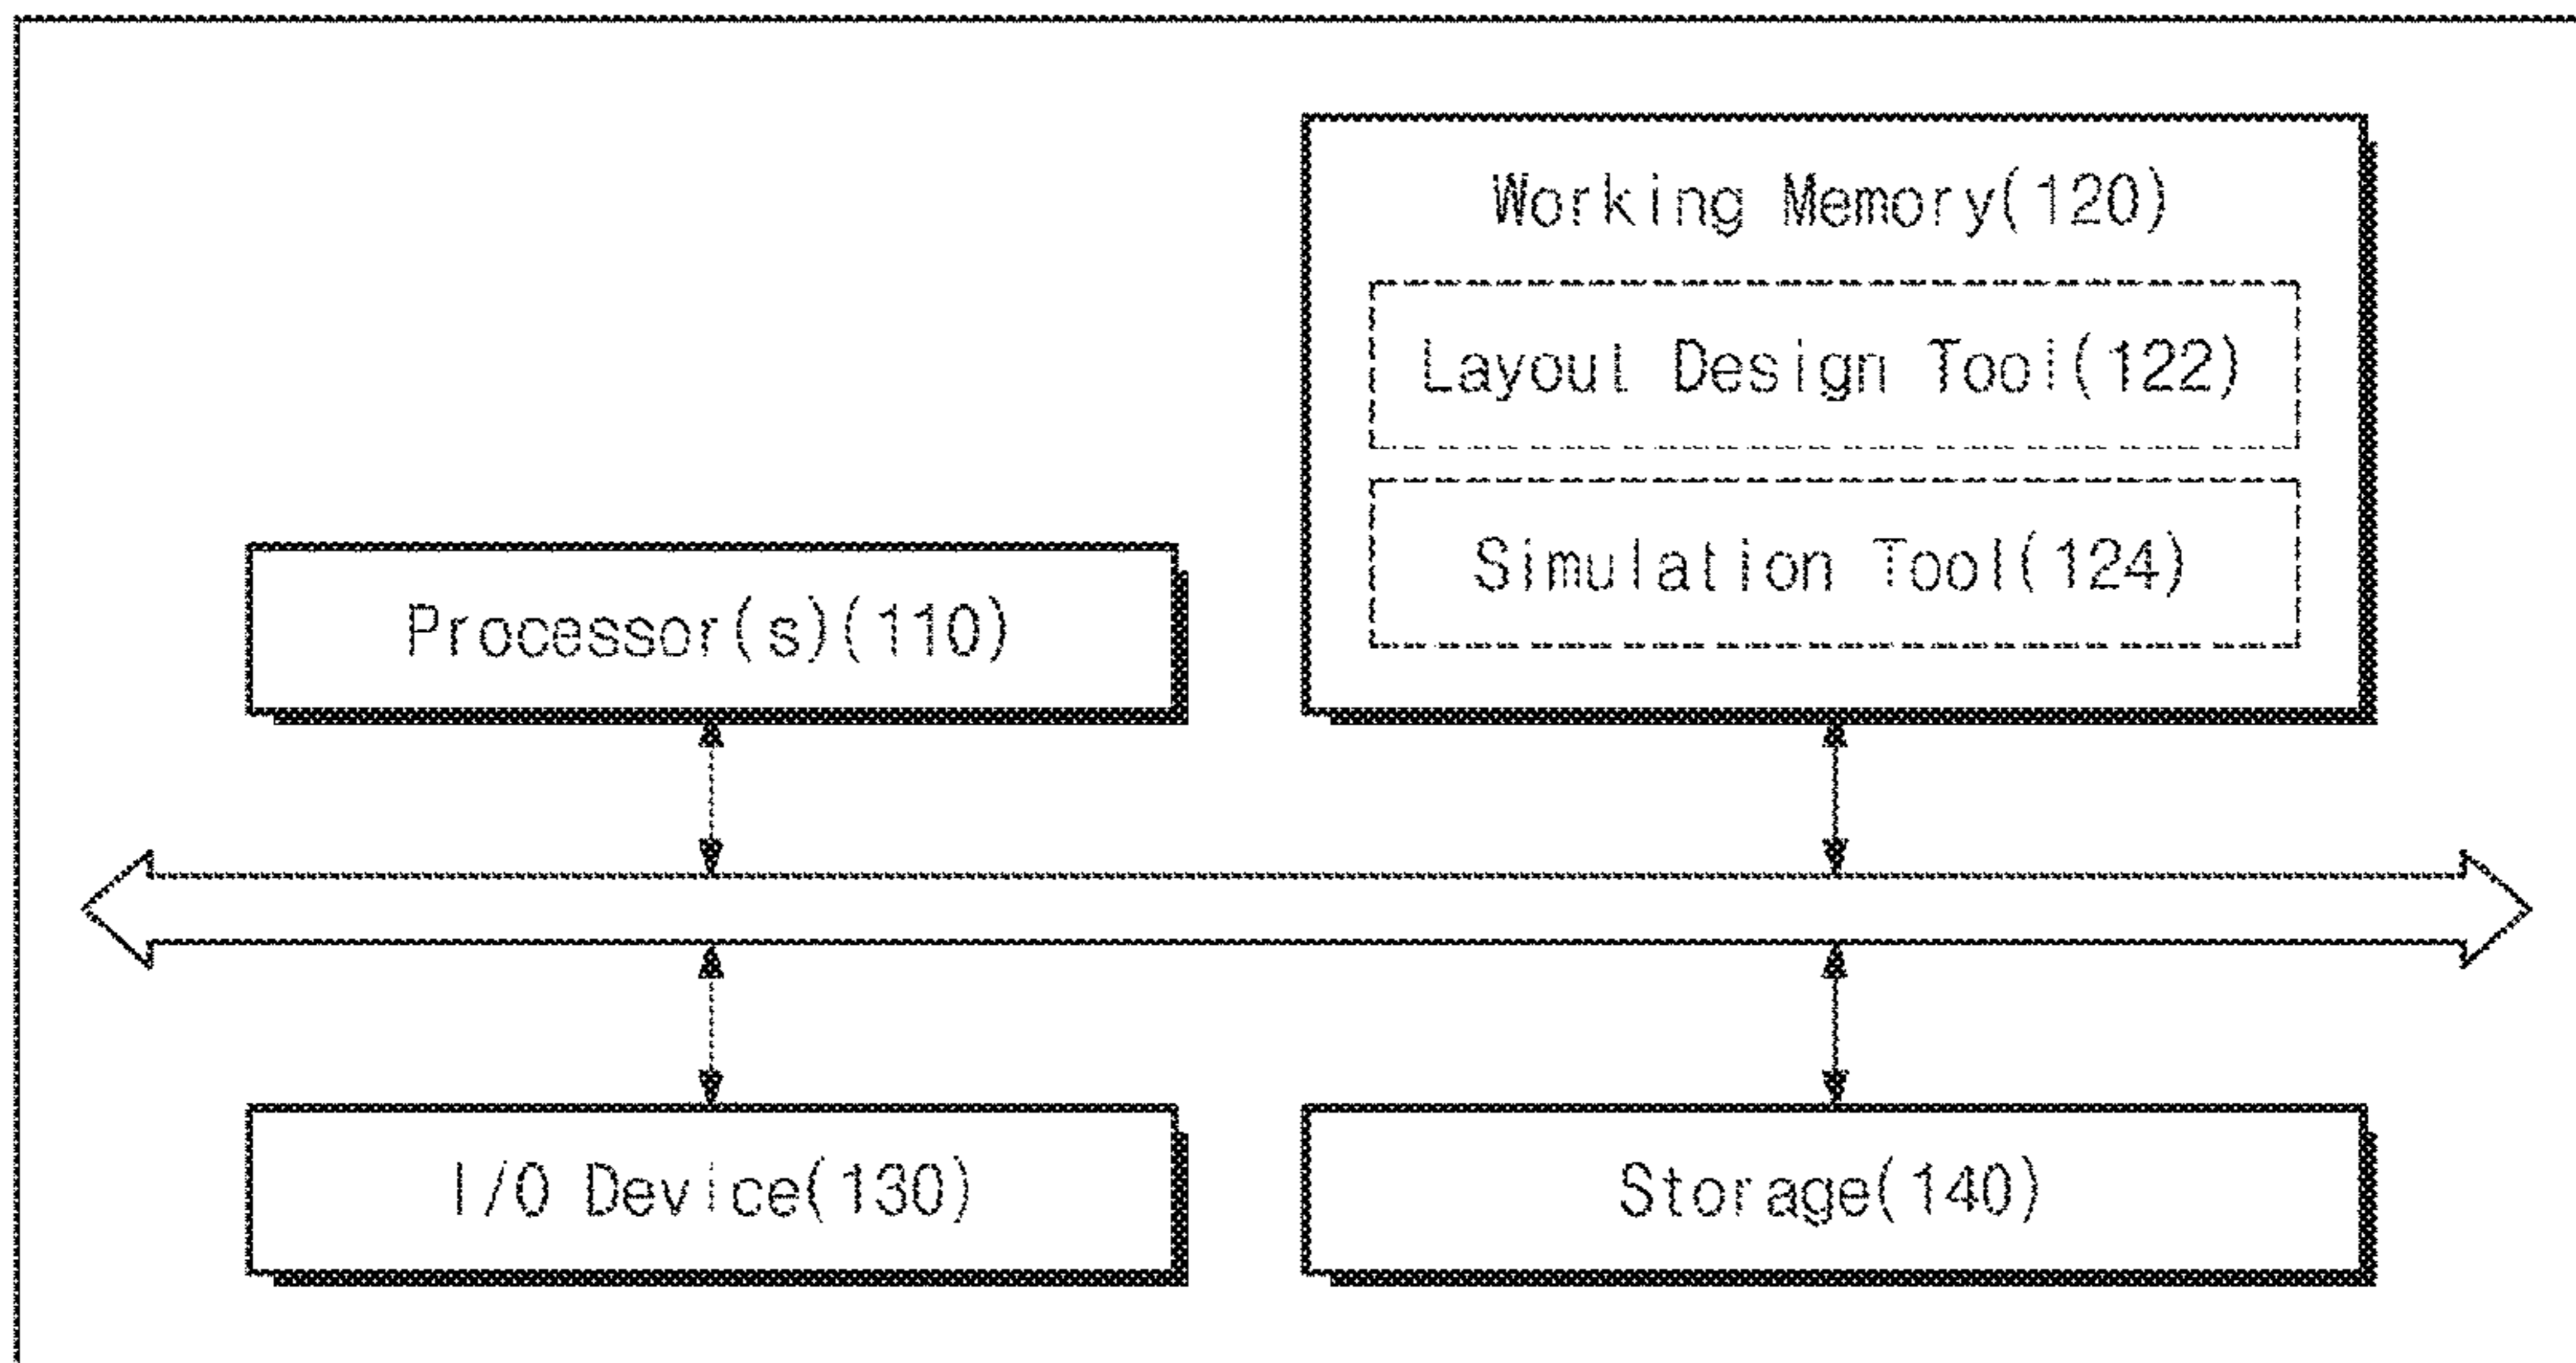 Working Memory(120)
Layout Design Tool(122)
Simulation Tool(124)
Processor(s)(110)
I/O Device(130)
Storage(140)